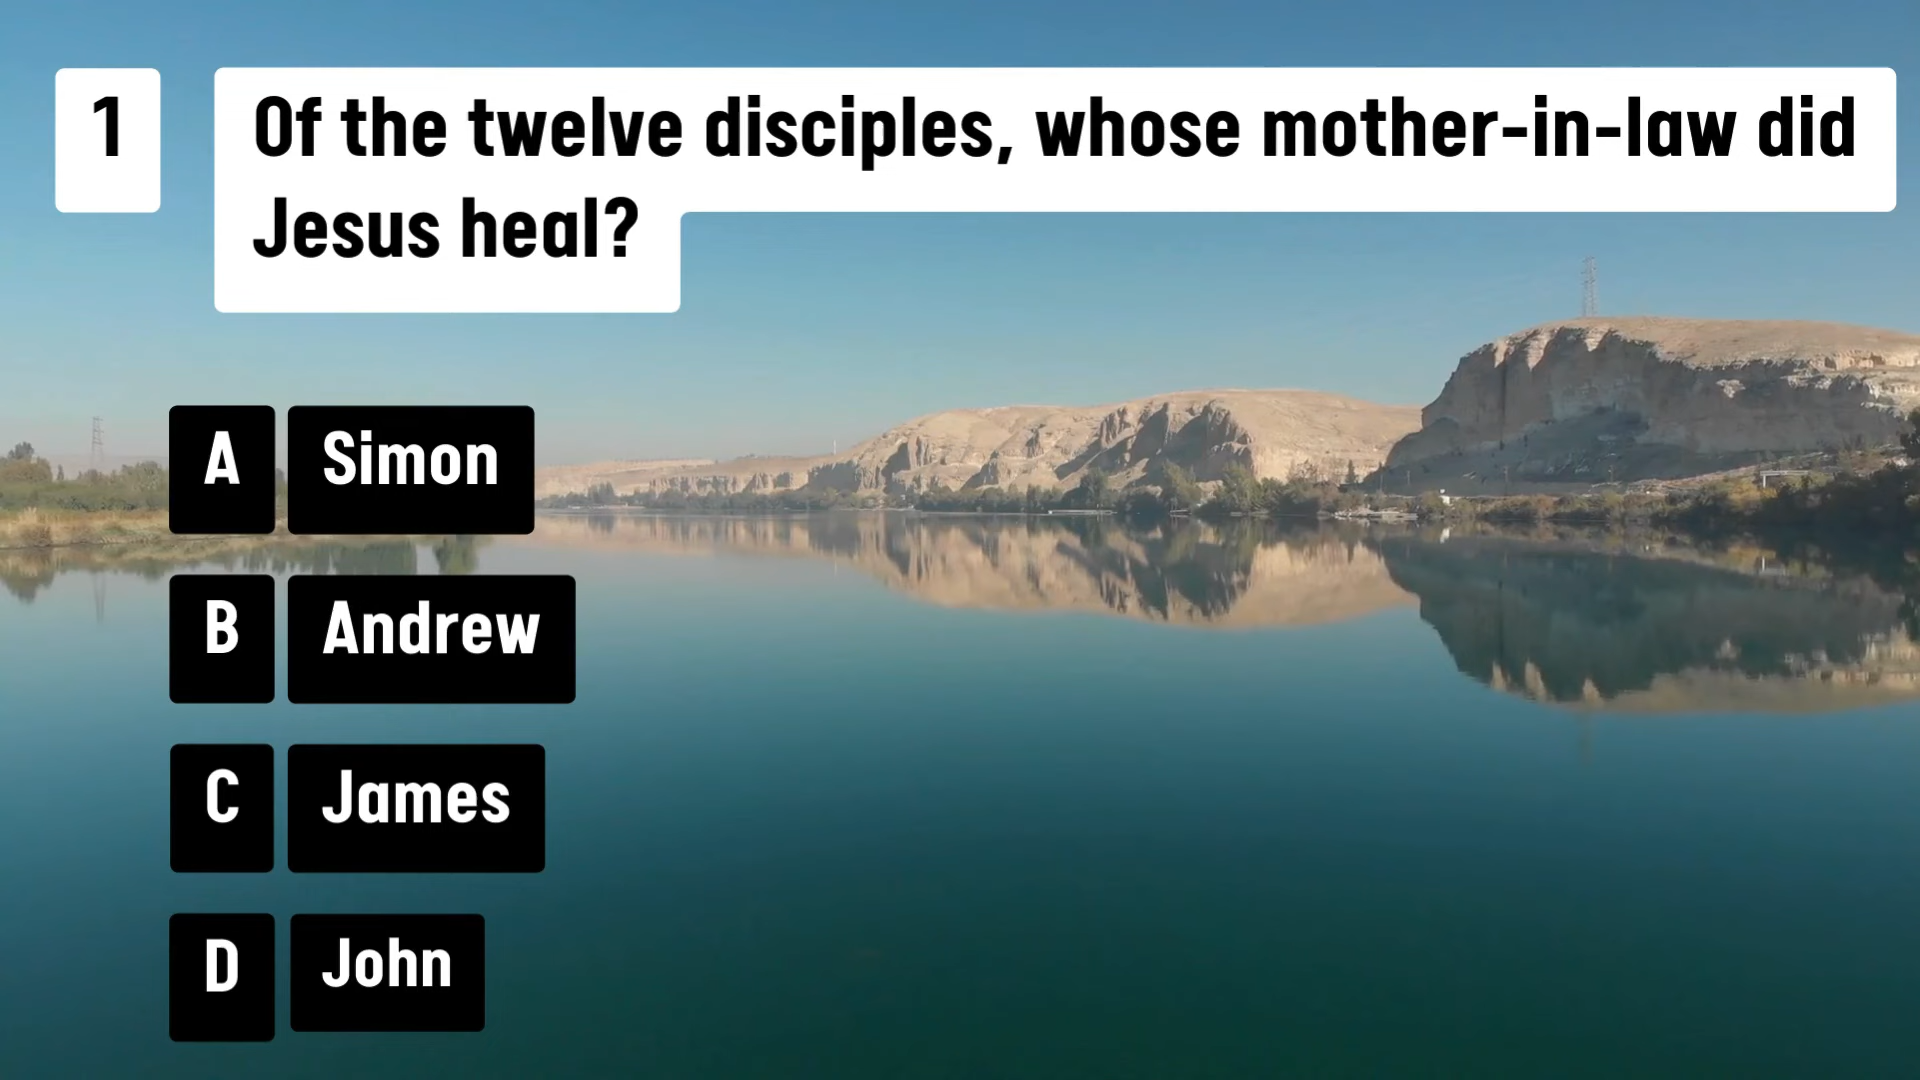 1
Of the twelve disciples, whose mother-in-law did
Jesus heal?
A Simon
B Andrew
C James
D John